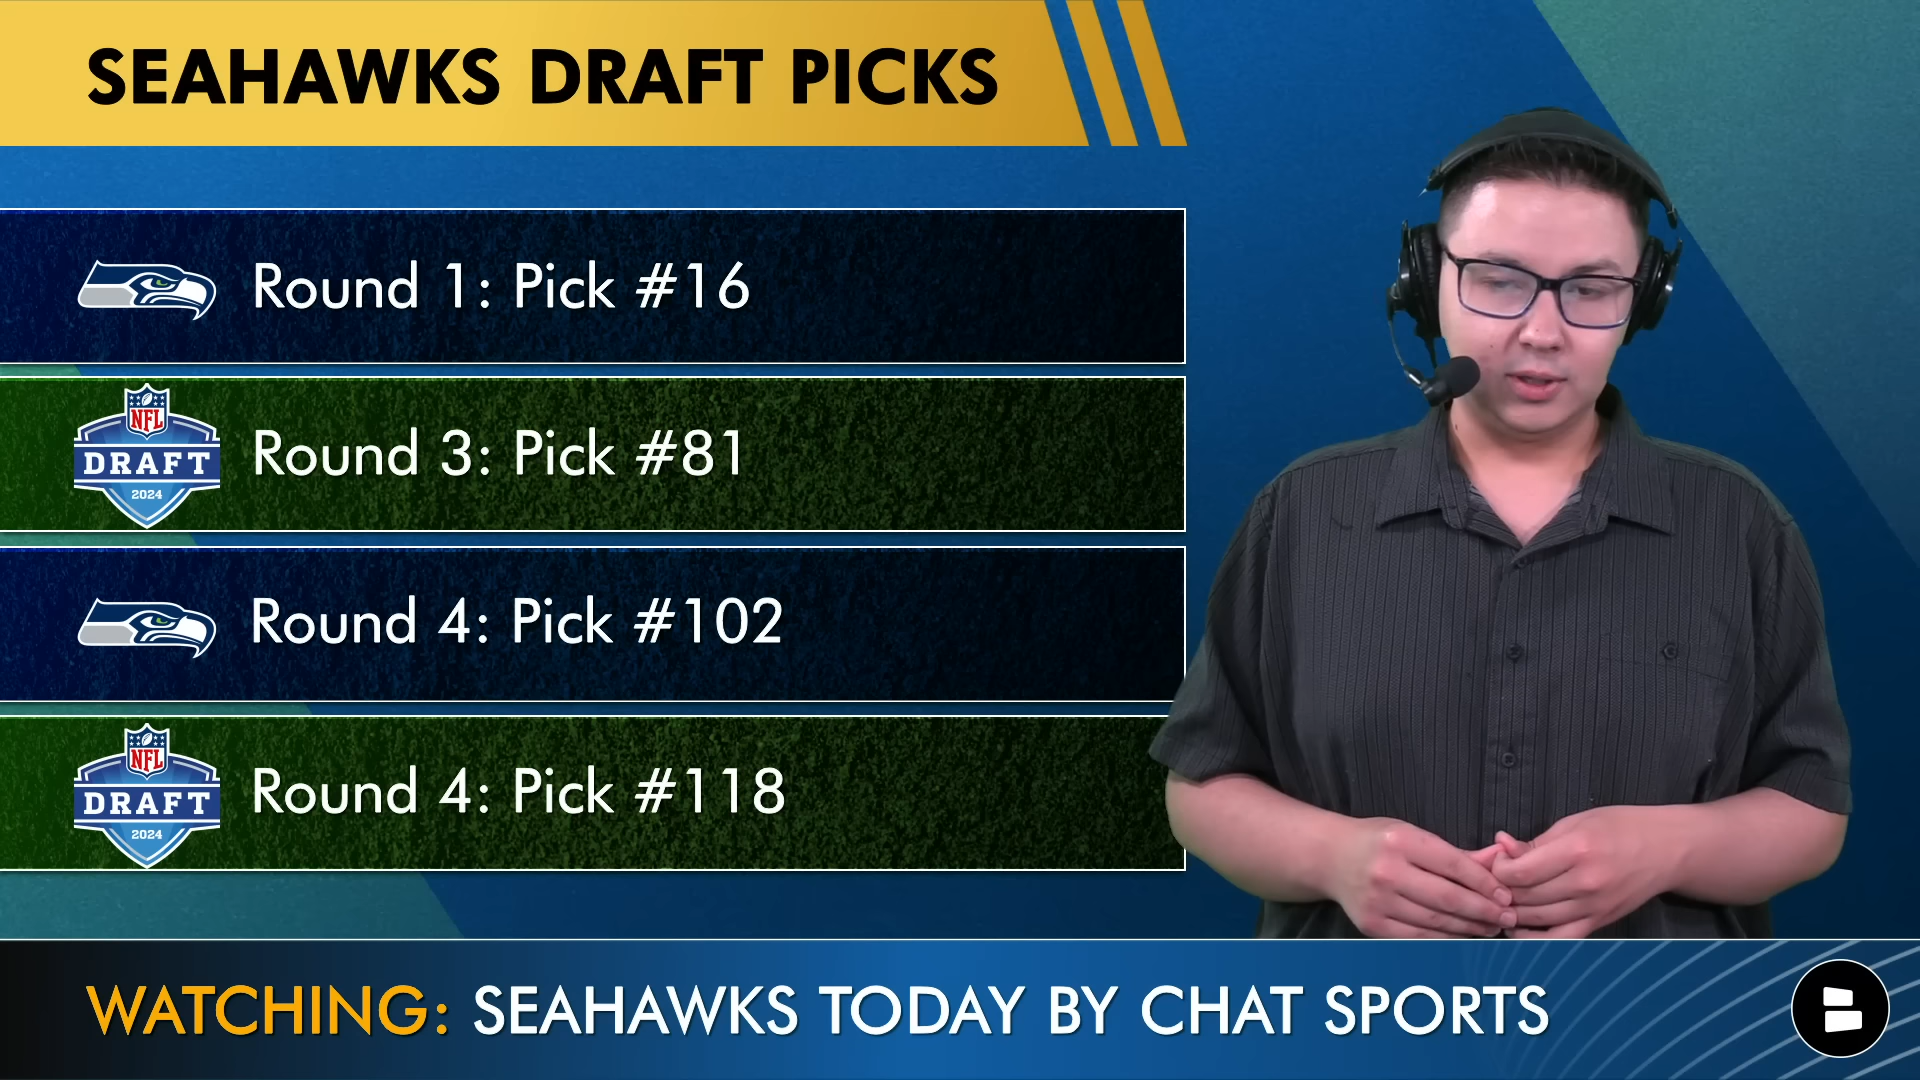 SEAHAWKS DRAFT PICKS
Round 1: Pick #16
NFL
DRAFT
2024
Round 3: Pick #81
Round 4: Pick #102
NFL
DRAFT
2024
Round 4: Pick #118
WATCHING: SEAHAWKS TODAY BY CHAT SPORTS